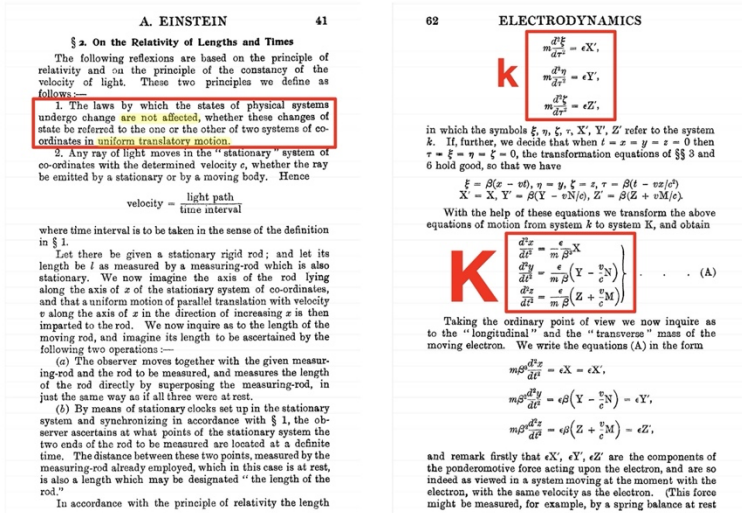 A. EINSTEIN 41
§ 2. On the Relativity of Lengths and Times
The following reflexions are based on the principle of
relativity and on the principle of the constancy of the
velocity of light. These two principles we define as
follows :—
1. The laws by which the states of physical systems
undergo change are not affected, whether these changes of
state be referred to the one or the other of two systems of co-
ordinates in uniform translatory motion.
2. Any ray of light moves in the "stationary" system of
co-ordinates with the determined velocity c, whether the ray
be emitted by a stationary or by a moving body. Hence
velocity = light path / time interval
where time interval is to be taken in the sense of the definition
in § 1.
Let there be given a stationary rigid rod; and let its
length be l as measured by a measuring-rod which is also
stationary. We now imagine the axis of the rod lying
along the axis of x of the stationary system of co-ordinates,
and that a uniform motion of parallel translation with velocity
v along the axis of x in the direction of increasing x is then
imparted to the rod. We now inquire as to the length of the
moving rod, and imagine its length to be ascertained by the
following two operations :—
(a) The observer moves together with the given measur-
ing-rod and the rod to be measured, and measures the length
of the rod directly by superposing the measuring-rod, in
just the same way as if all three were at rest.
(b) By means of stationary clocks set up in the stationary
system and synchronizing in accordance with § 1, the ob-
server ascertains at what points of the stationary system the
two ends of the rod to be measured are located at a definite
time. The distance between these two points, measured by the
measuring-rod already employed, which in this case is at rest,
is also a length which may be designated "the length of the
rod."
In accordance with the principle of relativity the length
62 ELECTRODYNAMICS
k
m d²ξ/dτ² = εX′,
m d²η/dτ² = εY′,
m d²ζ/dτ² = εZ′,
in which the symbols ξ, η, ζ, τ, X′, Y′, Z′ refer to the system
k. If, further, we decide that when t = x = y = z = 0 then
τ = ξ = η = ζ = 0, the transformation equations of §§ 3 and
6 hold good, so that we have
ξ = β(x − vt), η = y, ζ = z, τ = β(t − vx/c²)
X′ = X, Y′ = β(Y − vN/c), Z′ = β(Z + vM/c).
With the help of these equations we transform the above
equations of motion from system k to system K, and obtain
K
d²x/dt² = ε/mβ³ X
d²y/dt² = ε/mβ (Y − v/c N)
d²z/dt² = ε/mβ (Z + v/c M)
. . . (A)
Taking the ordinary point of view we now inquire as
to the "longitudinal" and the "transverse" mass of the
moving electron. We write the equations (A) in the form
mβ³ d²x/dt² = εX = εX′,
mβ² d²y/dt² = εβ(Y − v/c N) = εY′,
mβ² d²z/dt² = εβ(Z + v/c M) = εZ′,
and remark firstly that εX′, εY′, εZ′ are the components of
the ponderomotive force acting upon the electron, and are so
indeed as viewed in a system moving at the moment with the
electron, with the same velocity as the electron. (This force
might be measured, for example, by a spring balance at rest